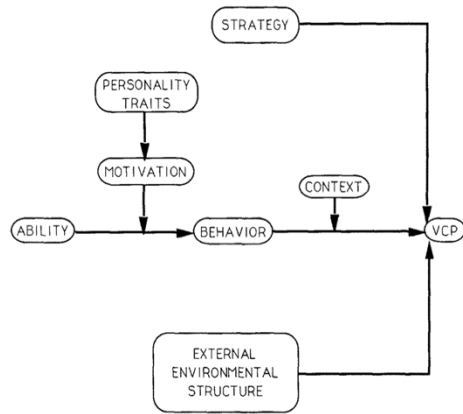 STRATEGY
PERSONALITY
TRAITS
MOTIVATION
CONTEXT
ABILITY
BEHAVIOR
VCP
EXTERNAL
ENVIRONMENTAL
STRUCTURE